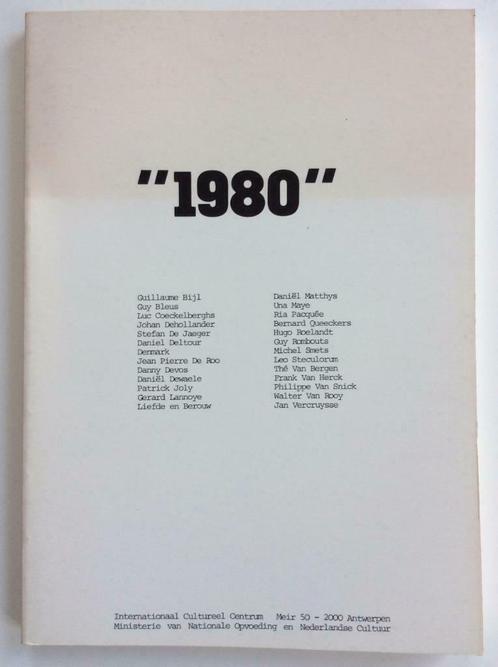 "1980"
Guillaume Bijl
Guy Bleus
Luc Coeckelberghs
Johan Dehollander
Stefan De Jaeger
Daniel Deltour
Denmark
Jean Pierre De Roo
Danny Devos
Daniël Dewaele
Patrick Joly
Gerard Lannoye
Liefde en Berouw
Daniël Matthys
Una Maye
Ria Pacquée
Bernard Queeckers
Hugo Roelandt
Guy Rombouts
Michel Smets
Leo Steculorum
Thé Van Bergen
Frank Van Herck
Philippe Van Snick
Walter Van Rooy
Jan Vercruysse
Internationaal Cultureel Centrum Meir 50 - 2000 Antwerpen
Ministerie van Nationale Opvoeding en Nederlandse Cultuur